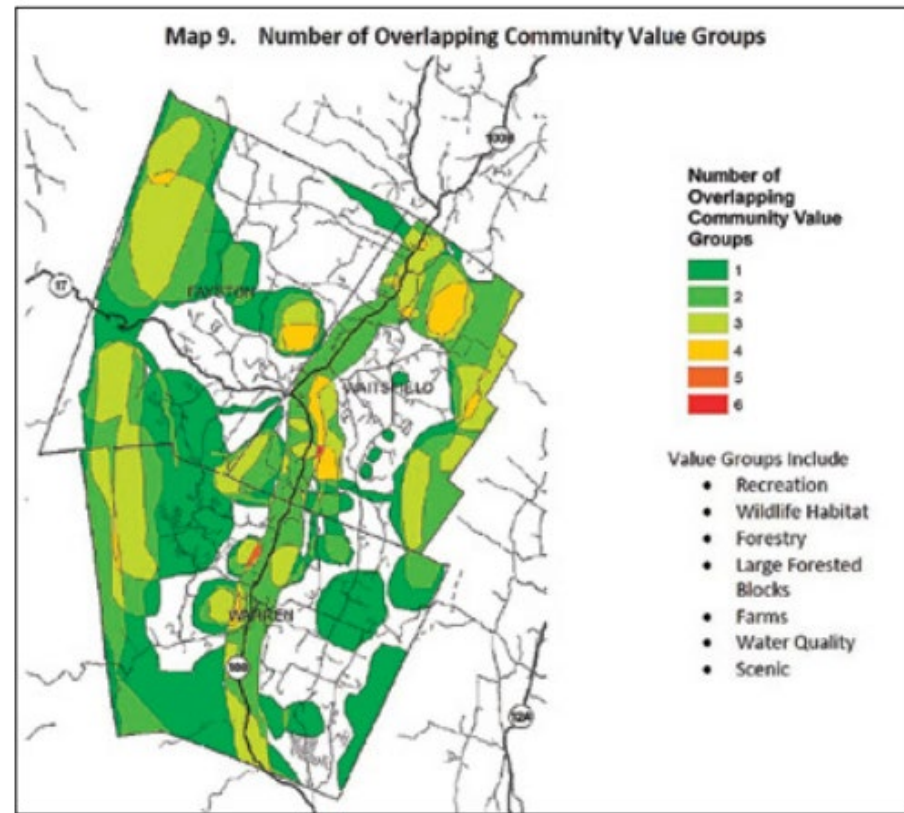 Map 9. Number of Overlapping Community Value Groups
100B
17
FAYSTON
WAITSFIELD
WARREN
100
12A
Number of
Overlapping
Community Value
Groups
1
2
3
4
5
6
Value Groups Include
• Recreation
• Wildlife Habitat
• Forestry
• Large Forested
Blocks
• Farms
• Water Quality
• Scenic